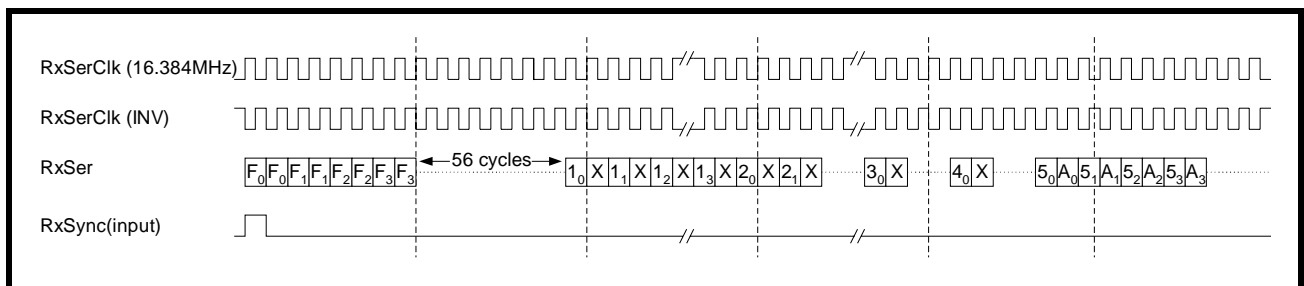 RxSerClk (16.384MHz)
RxSerClk (INV)
RxSer F0 F0 F1 F1 F2 F2 F3 F3 56 cycles 10 X 11 X 12 X 13 X 20 X 21 X 30 X 40 X 50 A0 51 A1 52 A2 53 A3
RxSync(input)